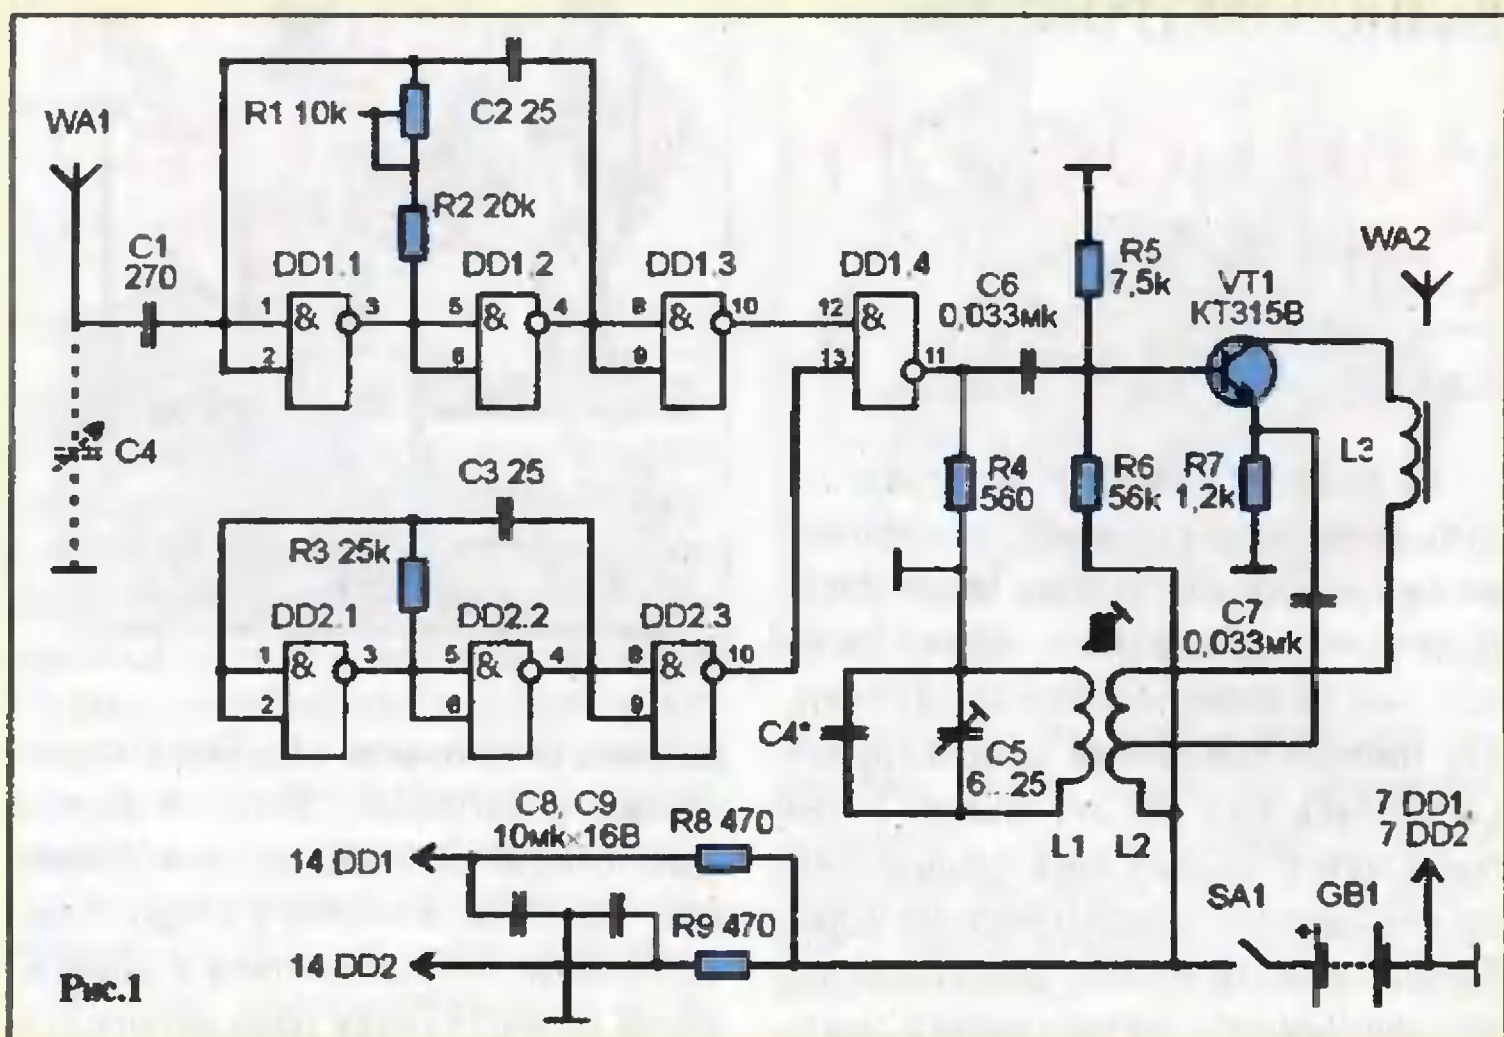 WA1
C1
270
C4
R1 10k
C2 25
R2 20k
DD1.1
DD1.2
DD1.3
DD1.4
1
2
&
3
5
6
&
4
8
9
&
10
12
13
&
11
C6
0,033мк
R5
7,5k
VT1
КТ315В
WA2
L3
R4
560
R6
56k
R7
1,2k
C7
0,033мк
C3 25
R3 25k
DD2.1
DD2.2
DD2.3
1
2
&
3
5
6
&
4
8
9
&
10
C4*
C5
6...25
L1
L2
C8, C9
10мк×16В
R8 470
R9 470
14 DD1
14 DD2
7 DD1,
7 DD2
SA1
GB1
+
Рис.1